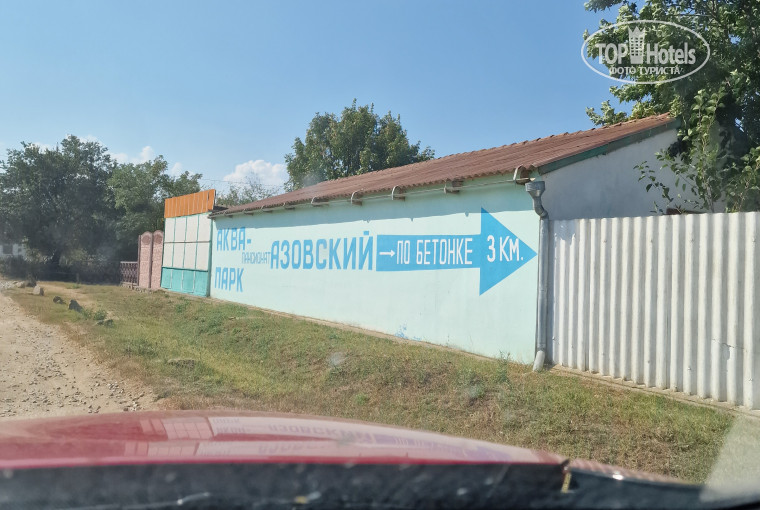 TOP Hotels
ФОТО ТУРИСТА
АКВА-
ПАРК
ПАНСИОНАТ
АЗОВСКИЙ
→ ПО БЕТОНКЕ 3 КМ.